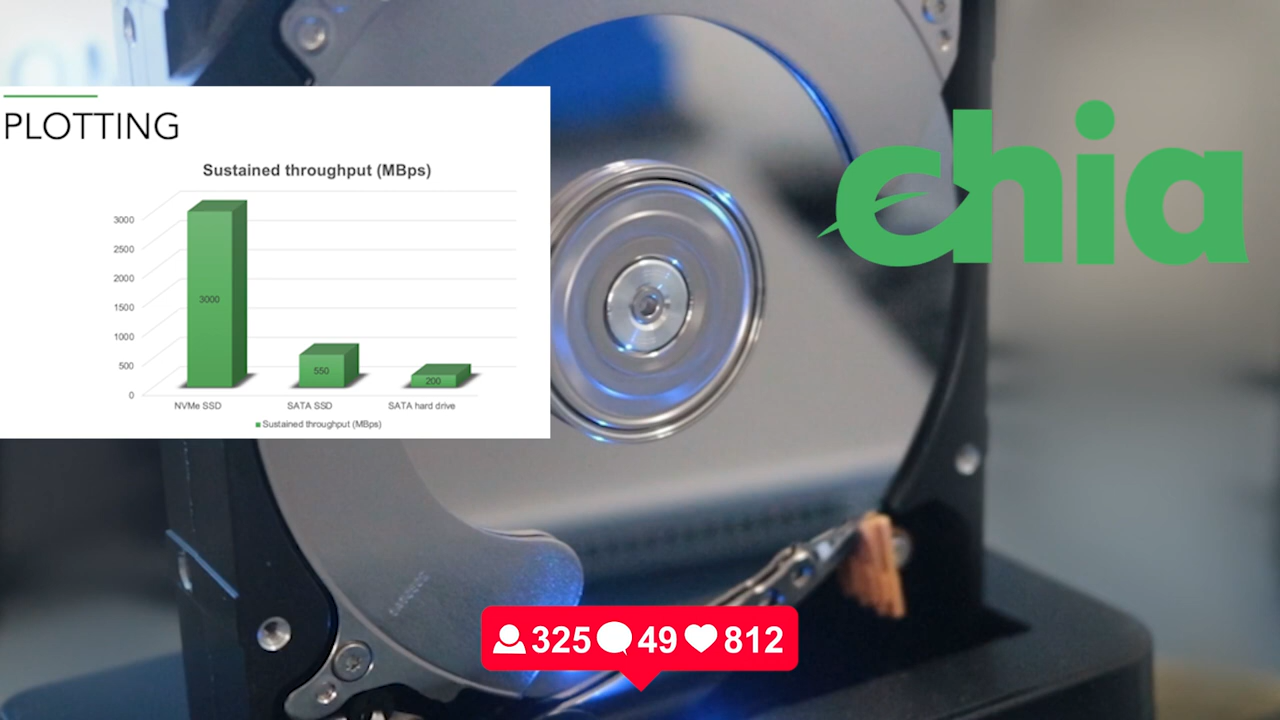 PLOTTING
Sustained throughput (MBps)
3000
2500
2000
1500
1000
500
0
3000
550
200
NVMe SSD
SATA SSD
SATA hard drive
Sustained throughput (MBps)
chia
325 49 812